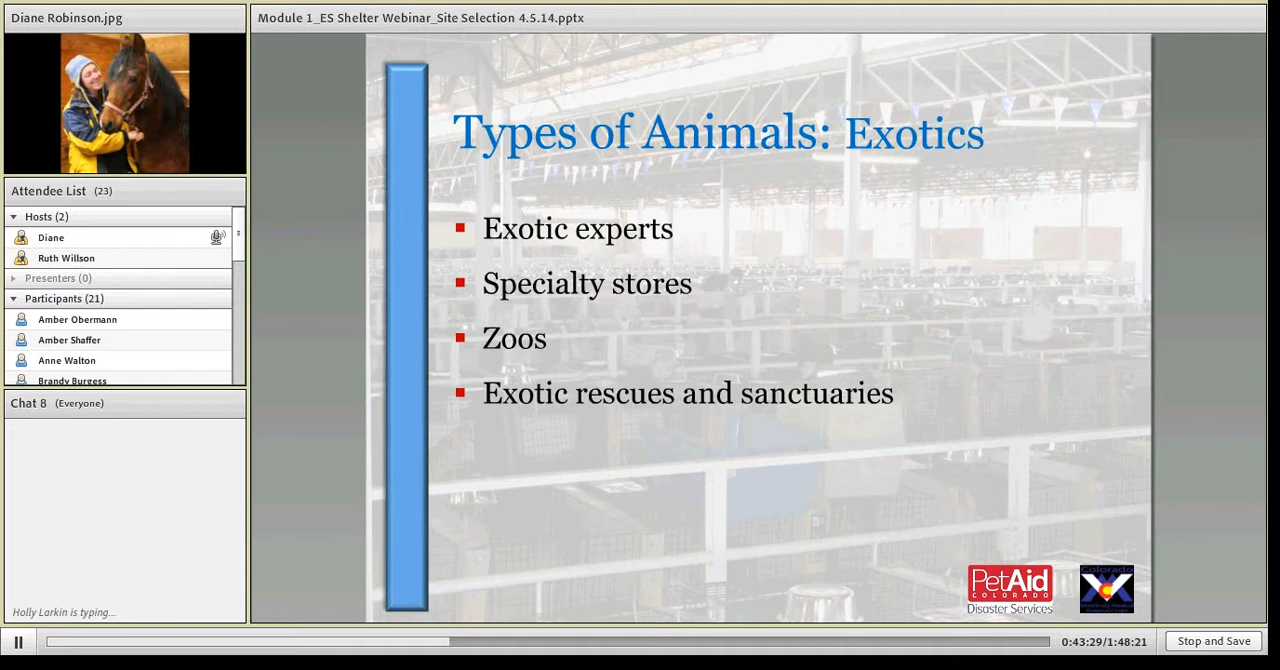 Diane Robinson.jpg
Module 1_ES Shelter Webinar_Site Selection 4.5.14.pptx
Attendee List (23)
Hosts (2)
Diane
Ruth Willson
Presenters (0)
Participants (21)
Amber Obermann
Amber Shaffer
Anne Walton
Brandy Burgess
Chat 8 (Everyone)
Holly Larkin is typing...
Types of Animals: Exotics
Exotic experts
Specialty stores
Zoos
Exotic rescues and sanctuaries
PetAid
COLORADO
Disaster Services
Colorado
0:43:29/1:48:21
Stop and Save